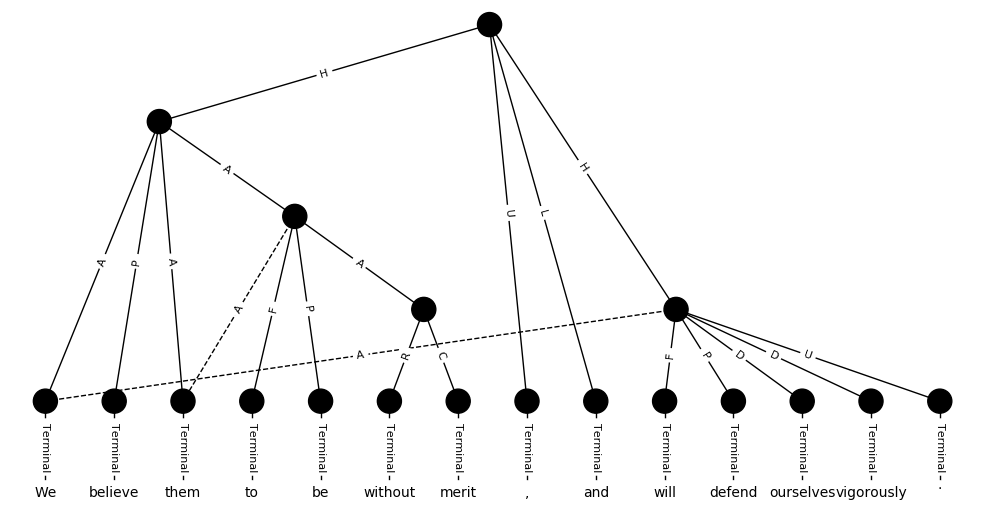 H
A
H
U L
A P A A
A F P
A R C F P D D U
Terminal Terminal Terminal Terminal Terminal Terminal Terminal Terminal Terminal Terminal Terminal Terminal Terminal Terminal
We believe them to be without merit , and will defend ourselves vigorously .